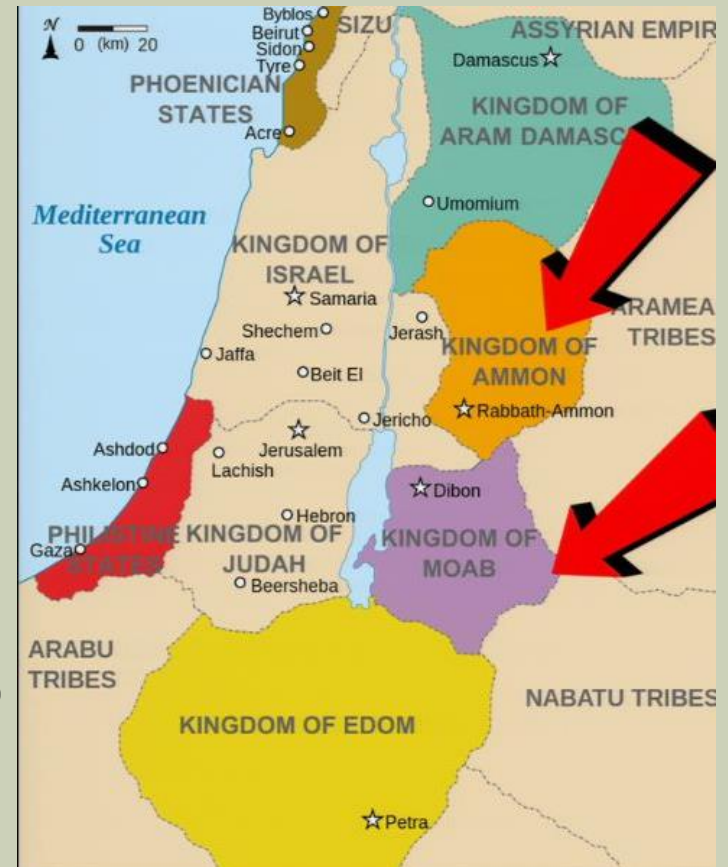 Byblos
Beirut
Sidon
Tyre
N
0 (km) 20
SIZU
ASSYRIAN EMPIR
Damascus
PHOENICIAN
STATES
KINGDOM OF
ARAM DAMASC
Acre
Umomium
Mediterranean
Sea
KINGDOM OF
ISRAEL
Samaria
Shechem
Jerash
ARAMEA
TRIBES
KINGDOM OF
AMMON
Jaffa
Beit El
Rabbath-Ammon
Jericho
Ashdod
Jerusalem
Lachish
Ashkelon
Dibon
Hebron
PHILISTINE
STATES
Gaza
KINGDOM OF
JUDAH
KINGDOM OF
MOAB
Beersheba
ARABU
TRIBES
NABATU TRIBES
KINGDOM OF EDOM
Petra